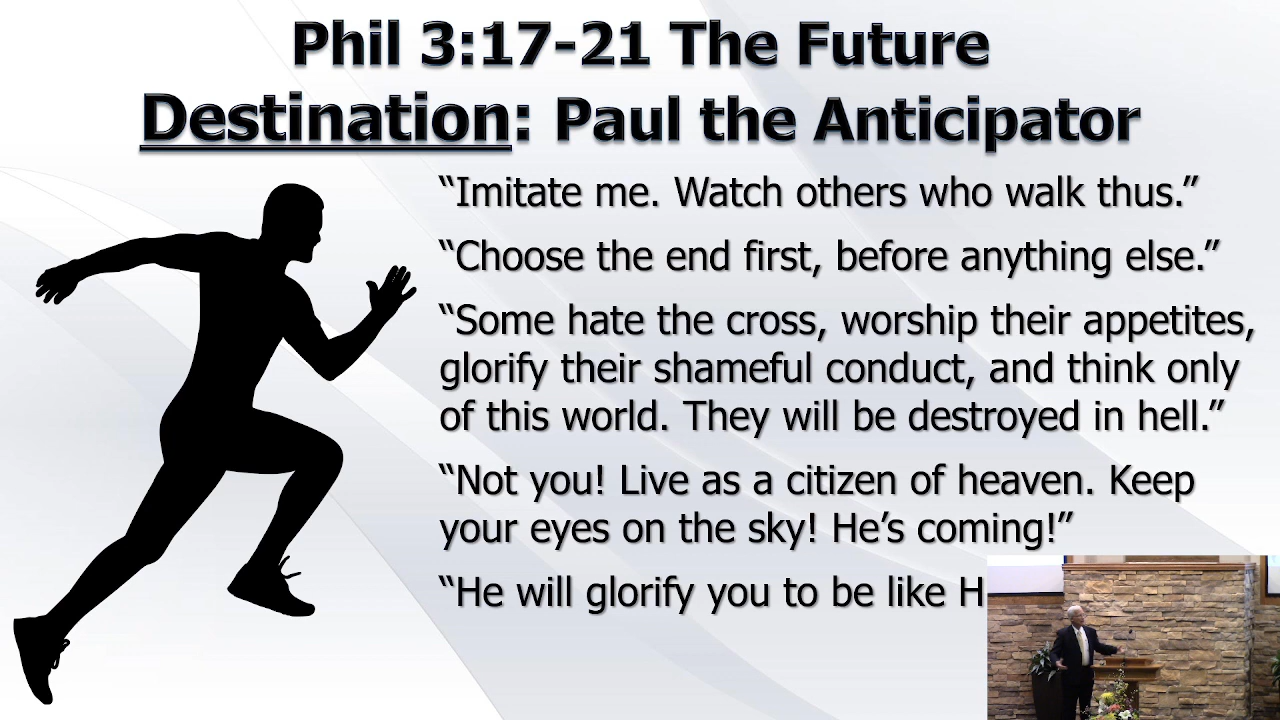 Phil 3:17-21 The Future
Destination: Paul the Anticipator
“Imitate me. Watch others who walk thus.”
“Choose the end first, before anything else.”
“Some hate the cross, worship their appetites,
glorify their shameful conduct, and think only
of this world. They will be destroyed in hell.”
“Not you! Live as a citizen of heaven. Keep
your eyes on the sky! He’s coming!”
“He will glorify you to be like H